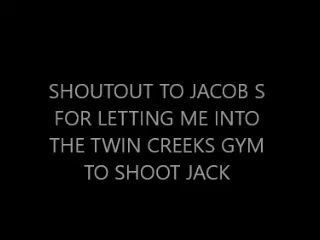 SHOUTOUT TO JACOB S
FOR LETTING ME INTO
THE TWIN CREEKS GYM
TO SHOOT JACK